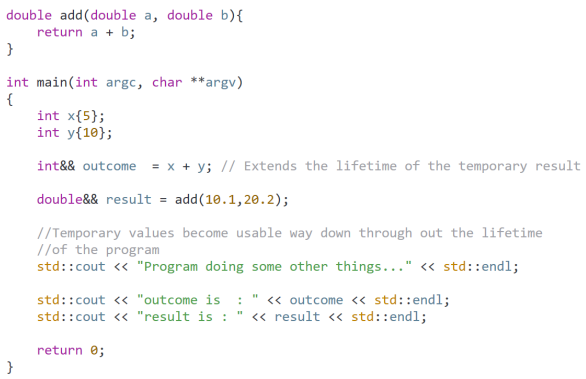 double add(double a, double b){
    return a + b;
}

int main(int argc, char **argv)
{
    int x{5};
    int y{10};

    int&& outcome  = x + y; // Extends the lifetime of the temporary result

    double&& result = add(10.1,20.2);

    //Temporary values become usable way down through out the lifetime
    //of the program
    std::cout << "Program doing some other things..." << std::endl;

    std::cout << "outcome is  : " << outcome << std::endl;
    std::cout << "result is : " << result << std::endl;

    return 0;
}